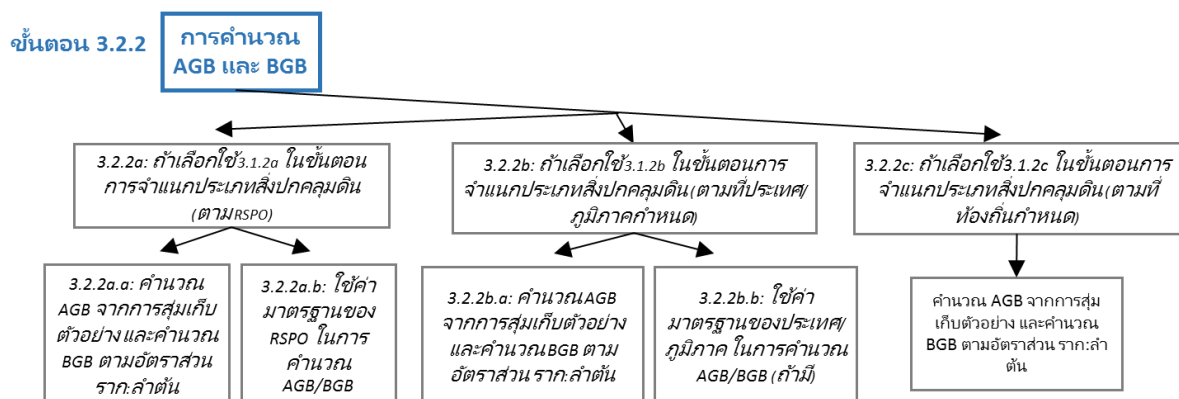 ขั้นตอน 3.2.2
การคำนวณ
AGB และ BGB
3.2.2a: ถ้าเลือกใช้3.1.2a ในขั้นตอน
การจำแนกประเภทสิ่งปกคลุมดิน
(ตามRSPO)
3.2.2b: ถ้าเลือกใช้3.1.2b ในขั้นตอนการ
จำแนกประเภทสิ่งปกคลุมดิน(ตามที่ประเทศ/
ภูมิภาคกำหนด)
3.2.2c: ถ้าเลือกใช้3.1.2c ในขั้นตอนการ
จำแนกประเภทสิ่งปกคลุมดิน(ตามที่
ท้องถิ่นกำหนด)
3.2.2a.a: คำนวณ
AGB จากการสุ่มเก็บ
ตัวอย่าง และคำนวณ
BGB ตามอัตราส่วน
ราก:ลำต้น
3.2.2a.b: ใช้ค่า
มาตรฐานของ
RSPO ในการ
คำนวณ
AGB/BGB
3.2.2b.a: คำนวณAGB
จากการสุ่มเก็บตัวอย่าง
และคำนวณBGB ตาม
อัตราส่วน ราก:ลำต้น
3.2.2b.b: ใช้ค่า
มาตรฐานของประเทศ/
ภูมิภาค ในการคำนวณ
AGB/BGB (ถ้ามี)
คำนวณ AGB จากการสุ่ม
เก็บตัวอย่าง และคำนวณ
BGB ตามอัตราส่วน ราก:ลำ
ต้น